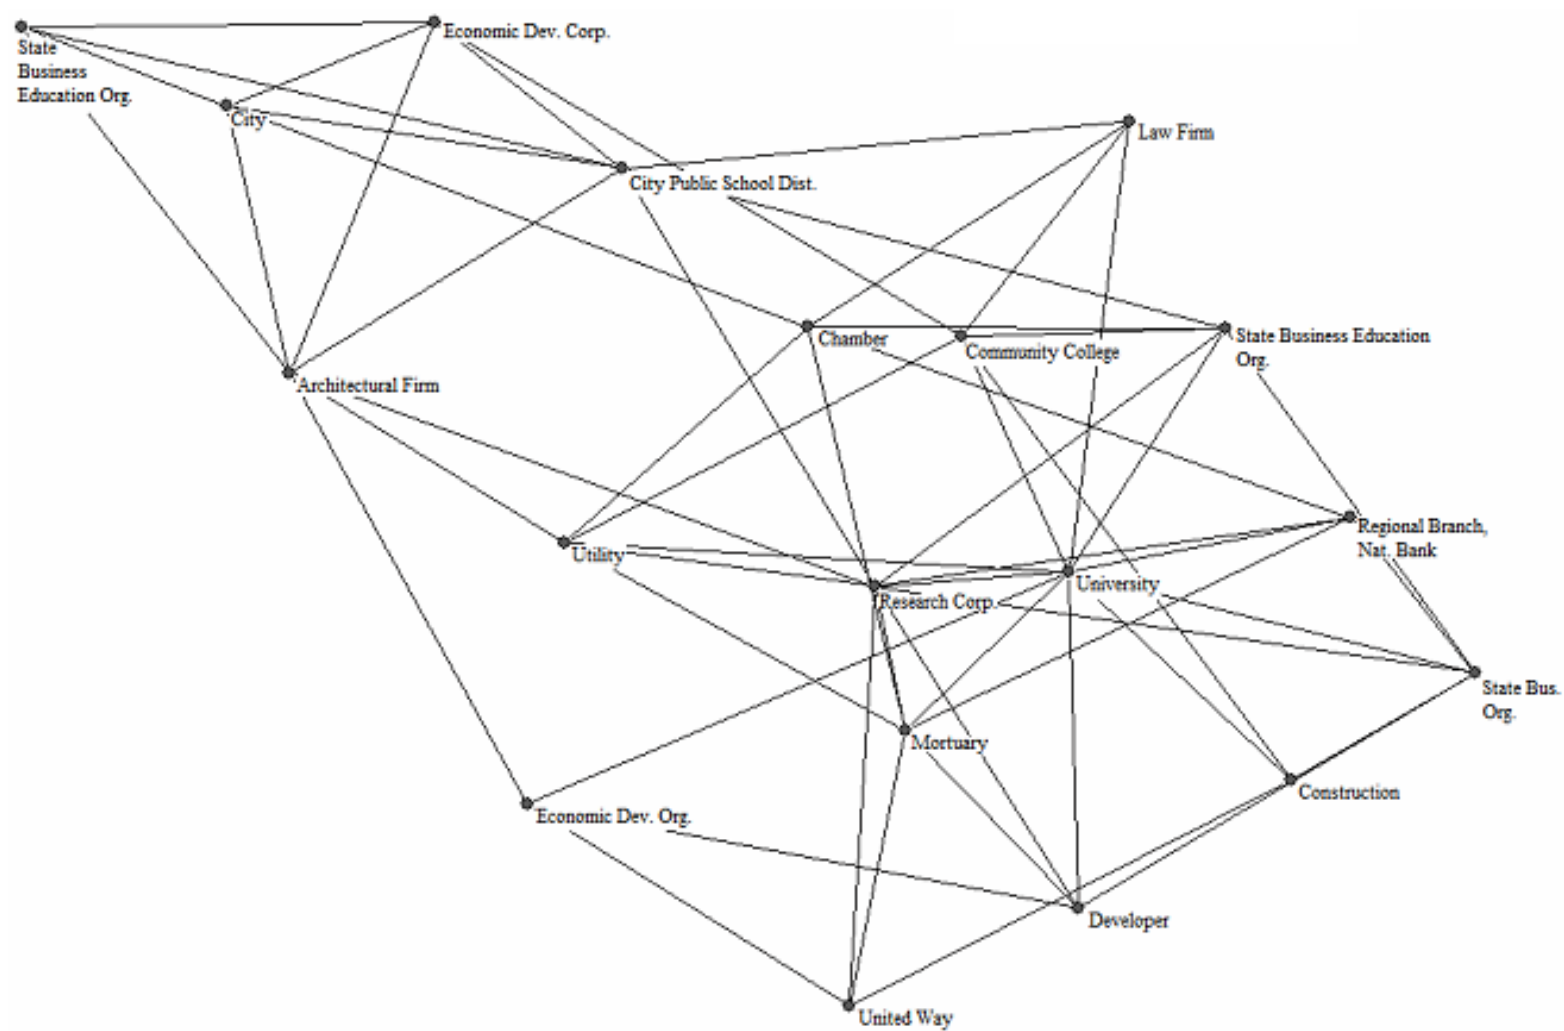 Economic Dev. Corp.
State
Business
Education Org.
City
Law Firm
City Public School Dist.
Chamber
Community College
State Business Education
Org.
Architectural Firm
Regional Branch,
Nat. Bank
Utility
University
Research Corp.
State Bus.
Org.
Mortuary
Construction
Economic Dev. Org.
Developer
United Way